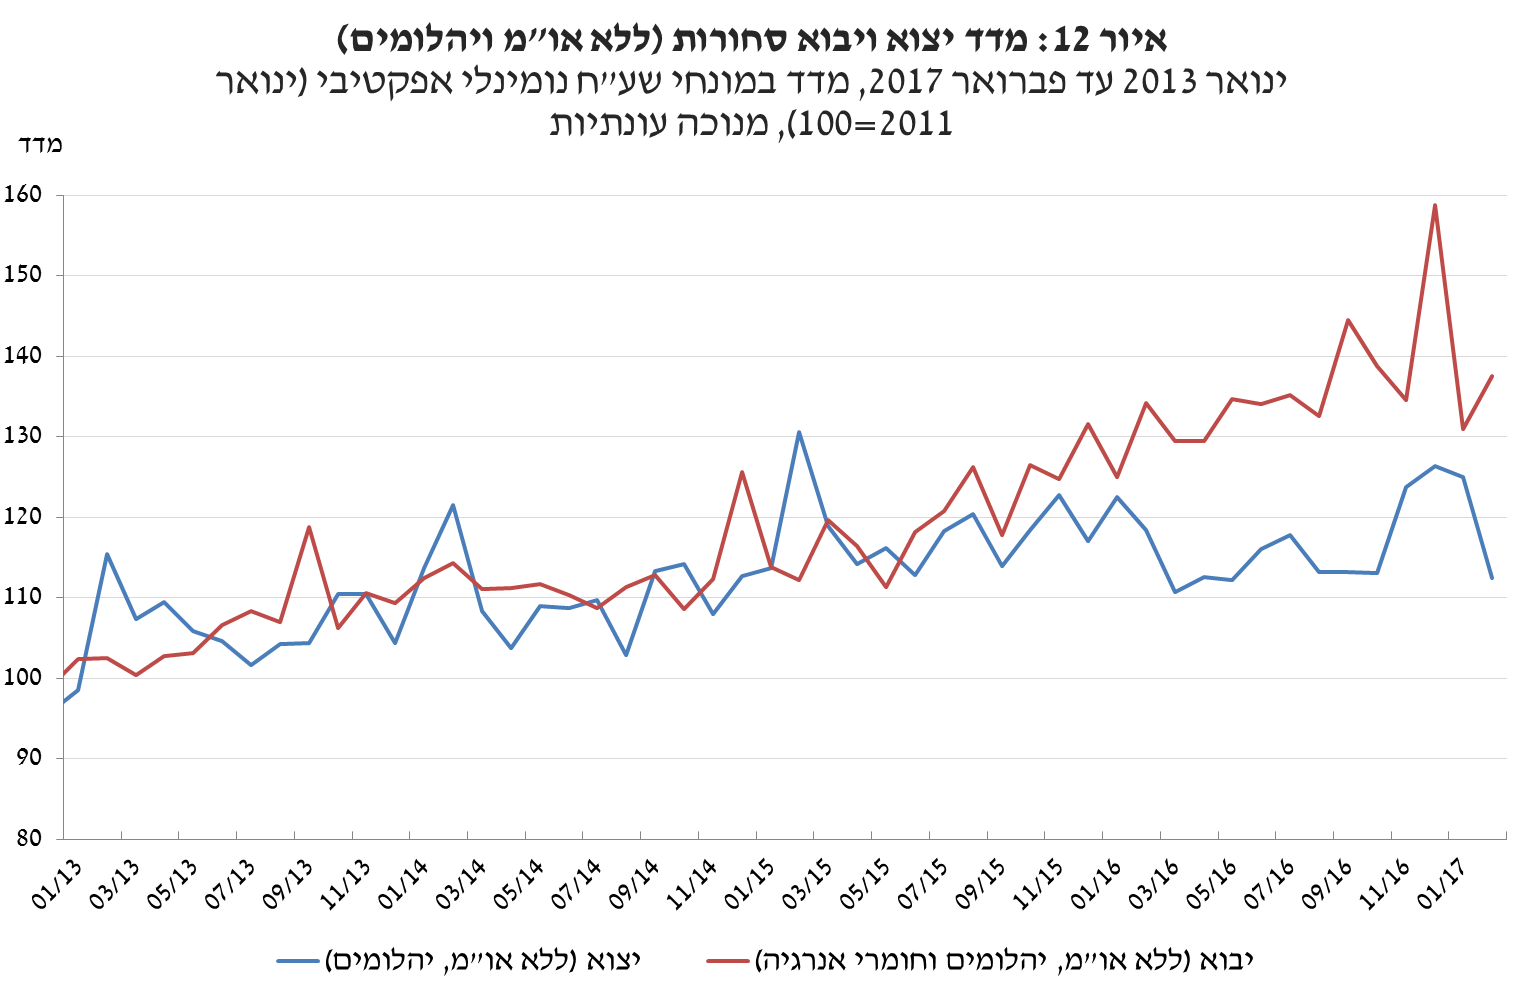 איור 12: מדד יצוא ויבוא סחורות (ללא או״מ ויהלומים)
ינואר 2013 עד פברואר 2017, מדד במונחי שע״ח נומינלי אפקטיבי (ינואר
2011=100), מנוכה עונתיות
מדד
160
150
140
130
120
110
100
90
80
01/13 03/13 05/13 07/13 09/13 11/13 01/14 03/14 05/14 07/14 09/14 11/14 01/15 03/15 05/15 07/15 09/15 11/15 01/16 03/16 05/16 07/16 09/16 11/16 01/17
יצוא (ללא או״מ, יהלומים)
יבוא (ללא או״מ, יהלומים וחומרי אנרגיה)